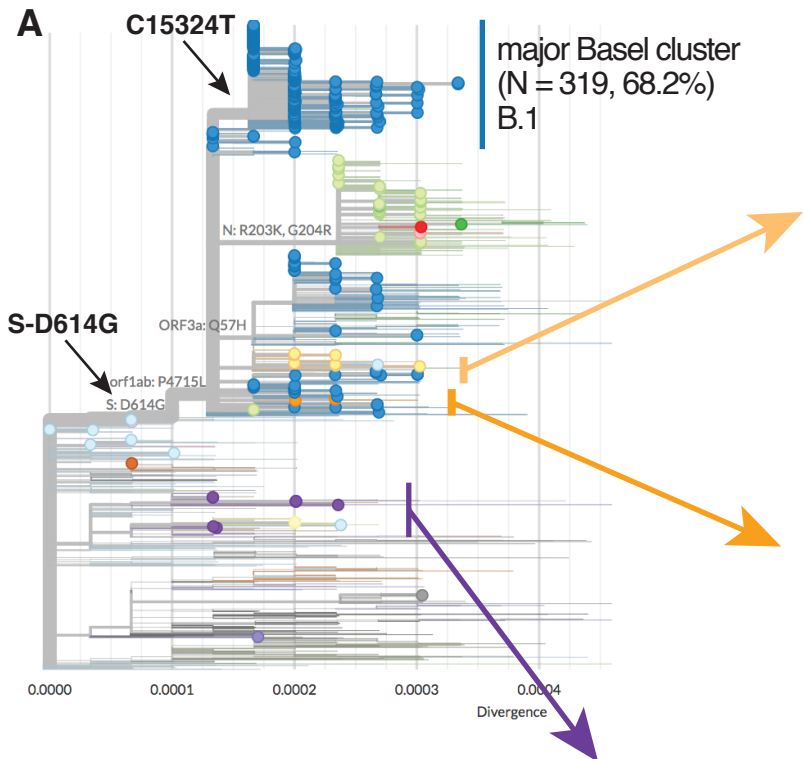 A
C15324T
major Basel cluster
(N = 319, 68.2%)
B.1
N: R203K, G204R
ORF3a: Q57H
S-D614G
orf1ab: P4715L
S: D614G
0.0000 0.0001 0.0002 0.0003 0.0004
Divergence